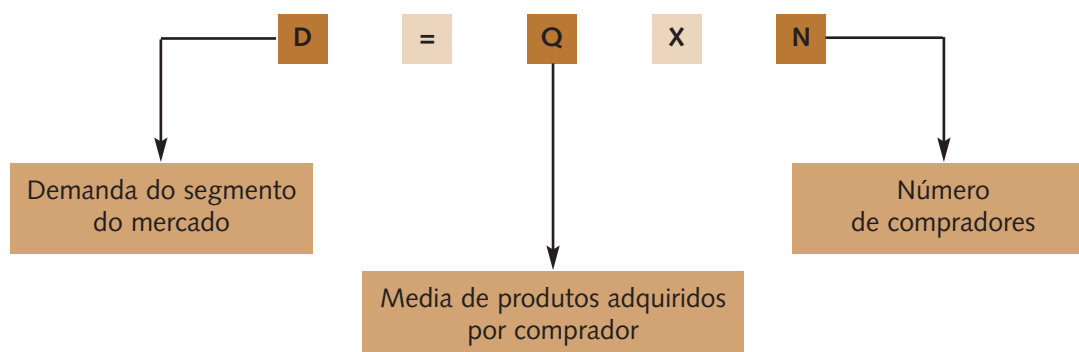 D = Q X N
Demanda do segmento
do mercado
Número
de compradores
Media de produtos adquiridos
por comprador